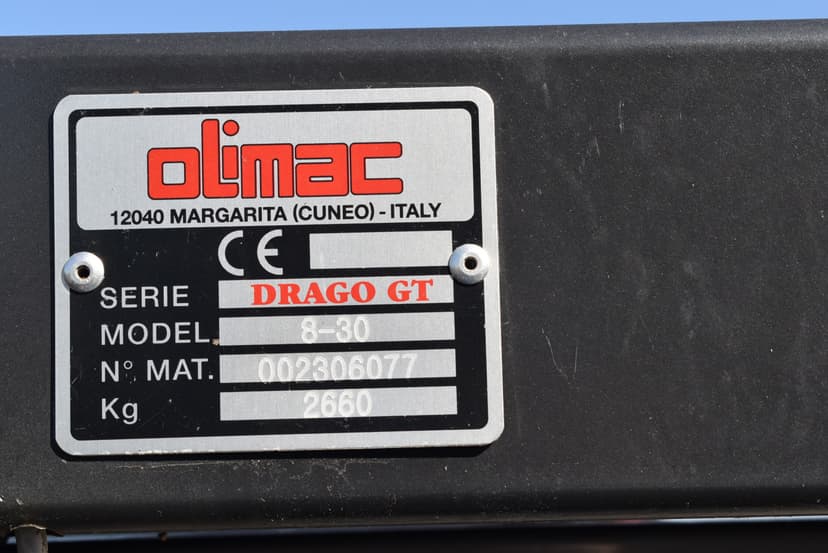 olimac
12040 MARGARITA (CUNEO) - ITALY
CE
SERIE DRAGO GT
MODEL 8-30
N° MAT. 002306077
Kg 2660